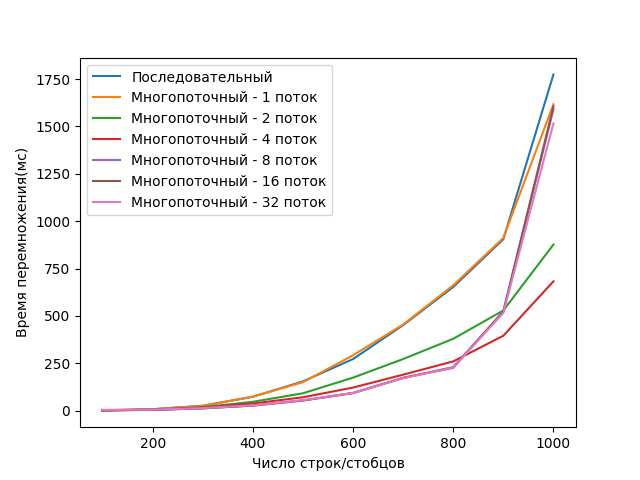 1750
1500
1250
1000
750
500
250
0
Время перемножения(мс)
Последовательный
Многопоточный - 1 поток
Многопоточный - 2 поток
Многопоточный - 4 поток
Многопоточный - 8 поток
Многопоточный - 16 поток
Многопоточный - 32 поток
200 400 600 800 1000
Число строк/стобцов